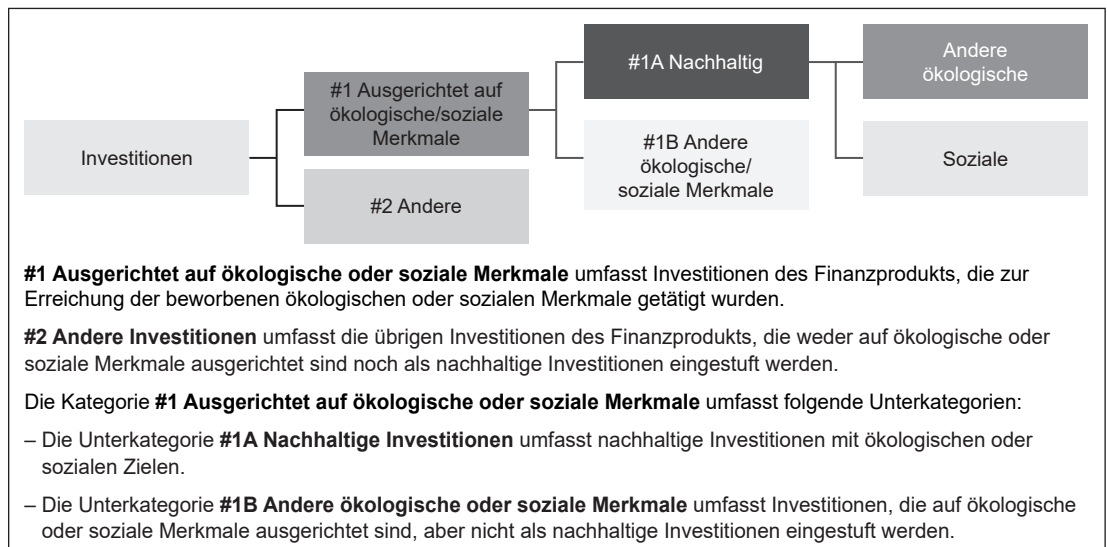 Investitionen
#1 Ausgerichtet auf
ökologische/soziale
Merkmale
#2 Andere
#1A Nachhaltig
#1B Andere
ökologische/
soziale Merkmale
Andere
ökologische
Soziale
#1 Ausgerichtet auf ökologische oder soziale Merkmale umfasst Investitionen des Finanzprodukts, die zur
Erreichung der beworbenen ökologischen oder sozialen Merkmale getätigt wurden.
#2 Andere Investitionen umfasst die übrigen Investitionen des Finanzprodukts, die weder auf ökologische oder
soziale Merkmale ausgerichtet sind noch als nachhaltige Investitionen eingestuft werden.
Die Kategorie #1 Ausgerichtet auf ökologische oder soziale Merkmale umfasst folgende Unterkategorien:
– Die Unterkategorie #1A Nachhaltige Investitionen umfasst nachhaltige Investitionen mit ökologischen oder
sozialen Zielen.
– Die Unterkategorie #1B Andere ökologische oder soziale Merkmale umfasst Investitionen, die auf ökologische
oder soziale Merkmale ausgerichtet sind, aber nicht als nachhaltige Investitionen eingestuft werden.